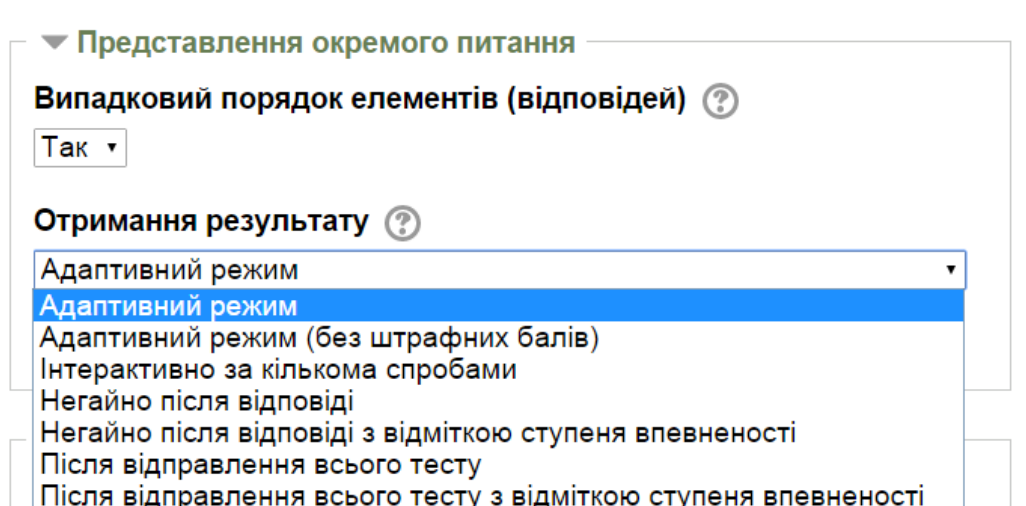 Представлення окремого питання
Випадковий порядок елементів (відповідей)
Так
Отримання результату
Адаптивний режим
Адаптивний режим
Адаптивний режим (без штрафних балів)
Інтерактивно за кількома спробами
Негайно після відповіді
Негайно після відповіді з відміткою ступеня впевненості
Після відправлення всього тесту
Після відправлення всього тесту з відміткою ступеня впевненості